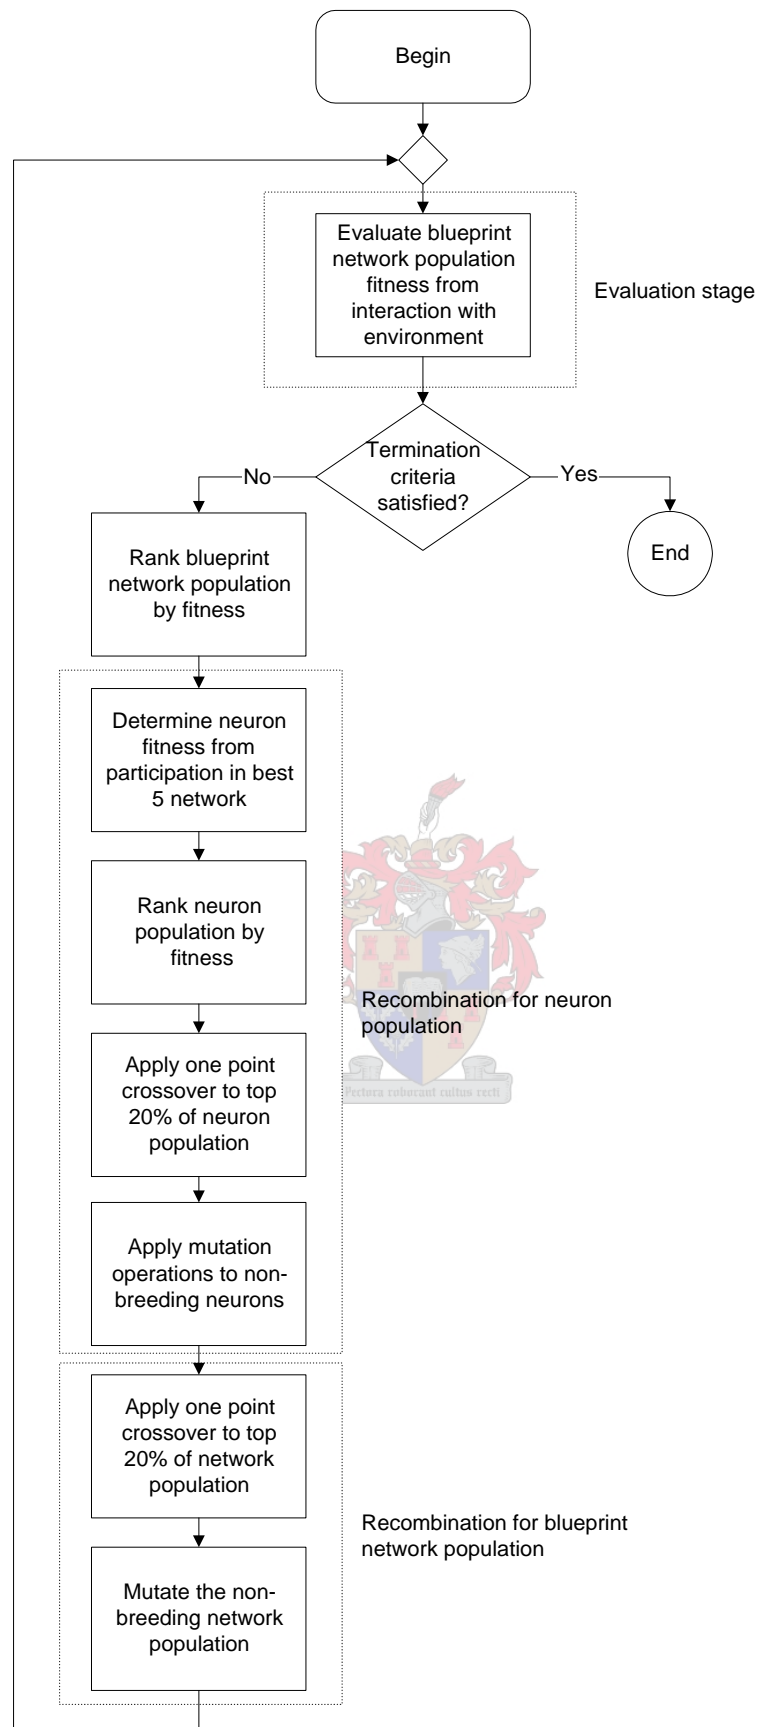 Begin
Evaluate blueprint
network population
fitness from
interaction with
environment
Evaluation stage
Termination
criteria
satisfied?
No
Yes
End
Rank blueprint
network population
by fitness
Determine neuron
fitness from
participation in best
5 network
Rank neuron
population by
fitness
Recombination for neuron
population
Apply one point
crossover to top
20% of neuron
population
Pectora roborant cultus recti
Apply mutation
operations to non-
breeding neurons
Apply one point
crossover to top
20% of network
population
Recombination for blueprint
network population
Mutate the non-
breeding network
population